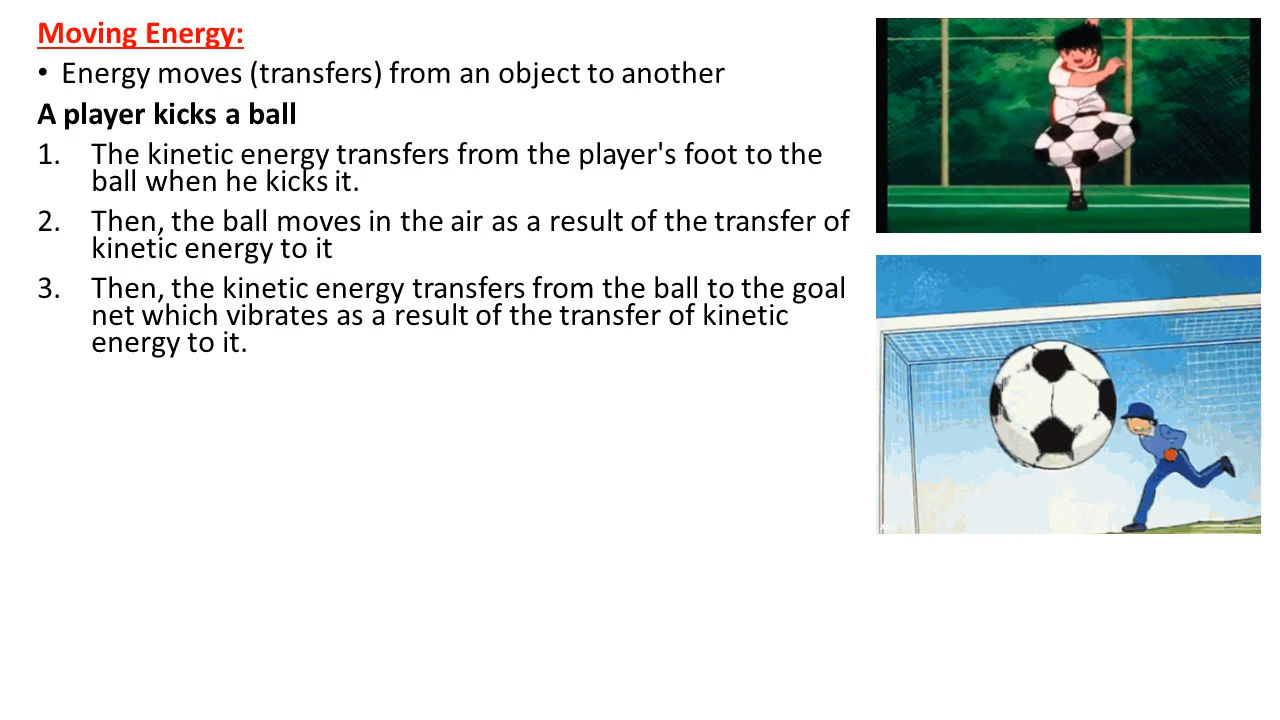 Moving Energy:
• Energy moves (transfers) from an object to another
A player kicks a ball
1. The kinetic energy transfers from the player's foot to the
ball when he kicks it.
2. Then, the ball moves in the air as a result of the transfer of
kinetic energy to it
3. Then, the kinetic energy transfers from the ball to the goal
net which vibrates as a result of the transfer of kinetic
energy to it.